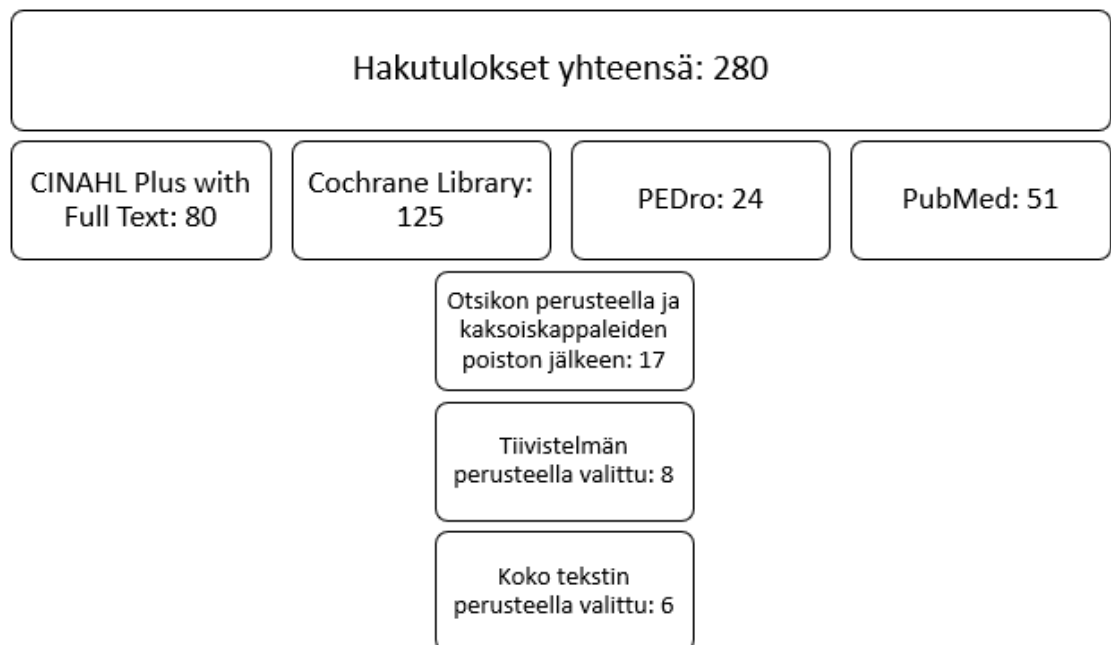 Hakutulokset yhteensä: 280
CINAHL Plus with
Full Text: 80
Cochrane Library:
125
PEDro: 24
PubMed: 51
Otsikon perusteella ja
kaksoiskappaleiden
poiston jälkeen: 17
Tiivistelmän
perusteella valittu: 8
Koko tekstin
perusteella valittu: 6